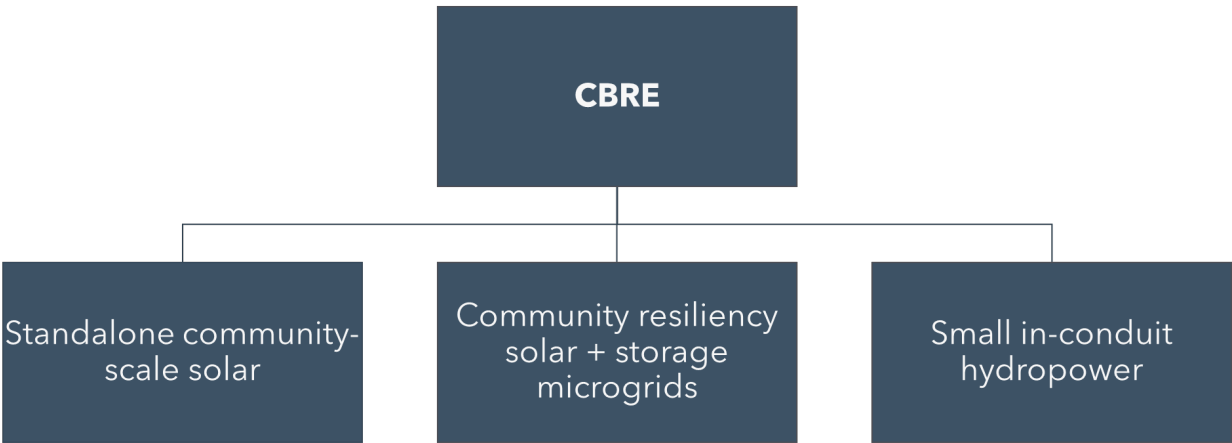 CBRE
Standalone community-
scale solar
Community resiliency
solar + storage
microgrids
Small in-conduit
hydropower